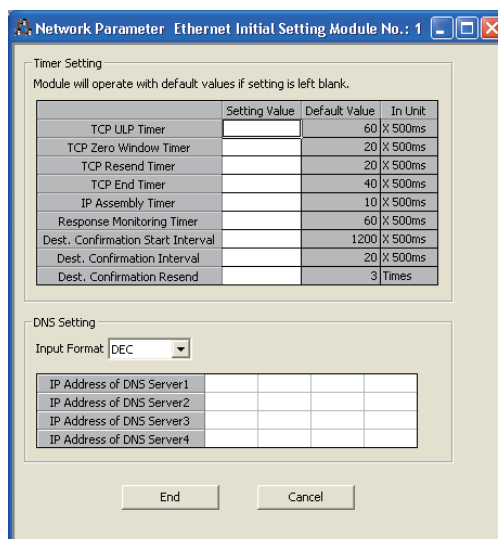 Network Parameter Ethernet Initial Setting Module No.: 1
Timer Setting
Module will operate with default values if setting is left blank.
Setting Value Default Value In Unit
TCP ULP Timer 60 X 500ms
TCP Zero Window Timer 20 X 500ms
TCP Resend Timer 20 X 500ms
TCP End Timer 40 X 500ms
IP Assembly Timer 10 X 500ms
Response Monitoring Timer 60 X 500ms
Dest. Confirmation Start Interval 1200 X 500ms
Dest. Confirmation Interval 20 X 500ms
Dest. Confirmation Resend 3 Times
DNS Setting
Input Format DEC
IP Address of DNS Server1
IP Address of DNS Server2
IP Address of DNS Server3
IP Address of DNS Server4
End Cancel